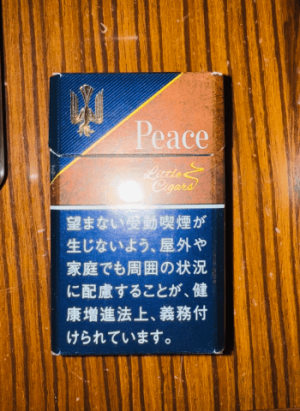 Peace
Little
Cigars
望まない受動喫煙が
生じないよう、屋外や
家庭でも周囲の状況
に配慮することが、健
康増進法上、義務付
けられています。